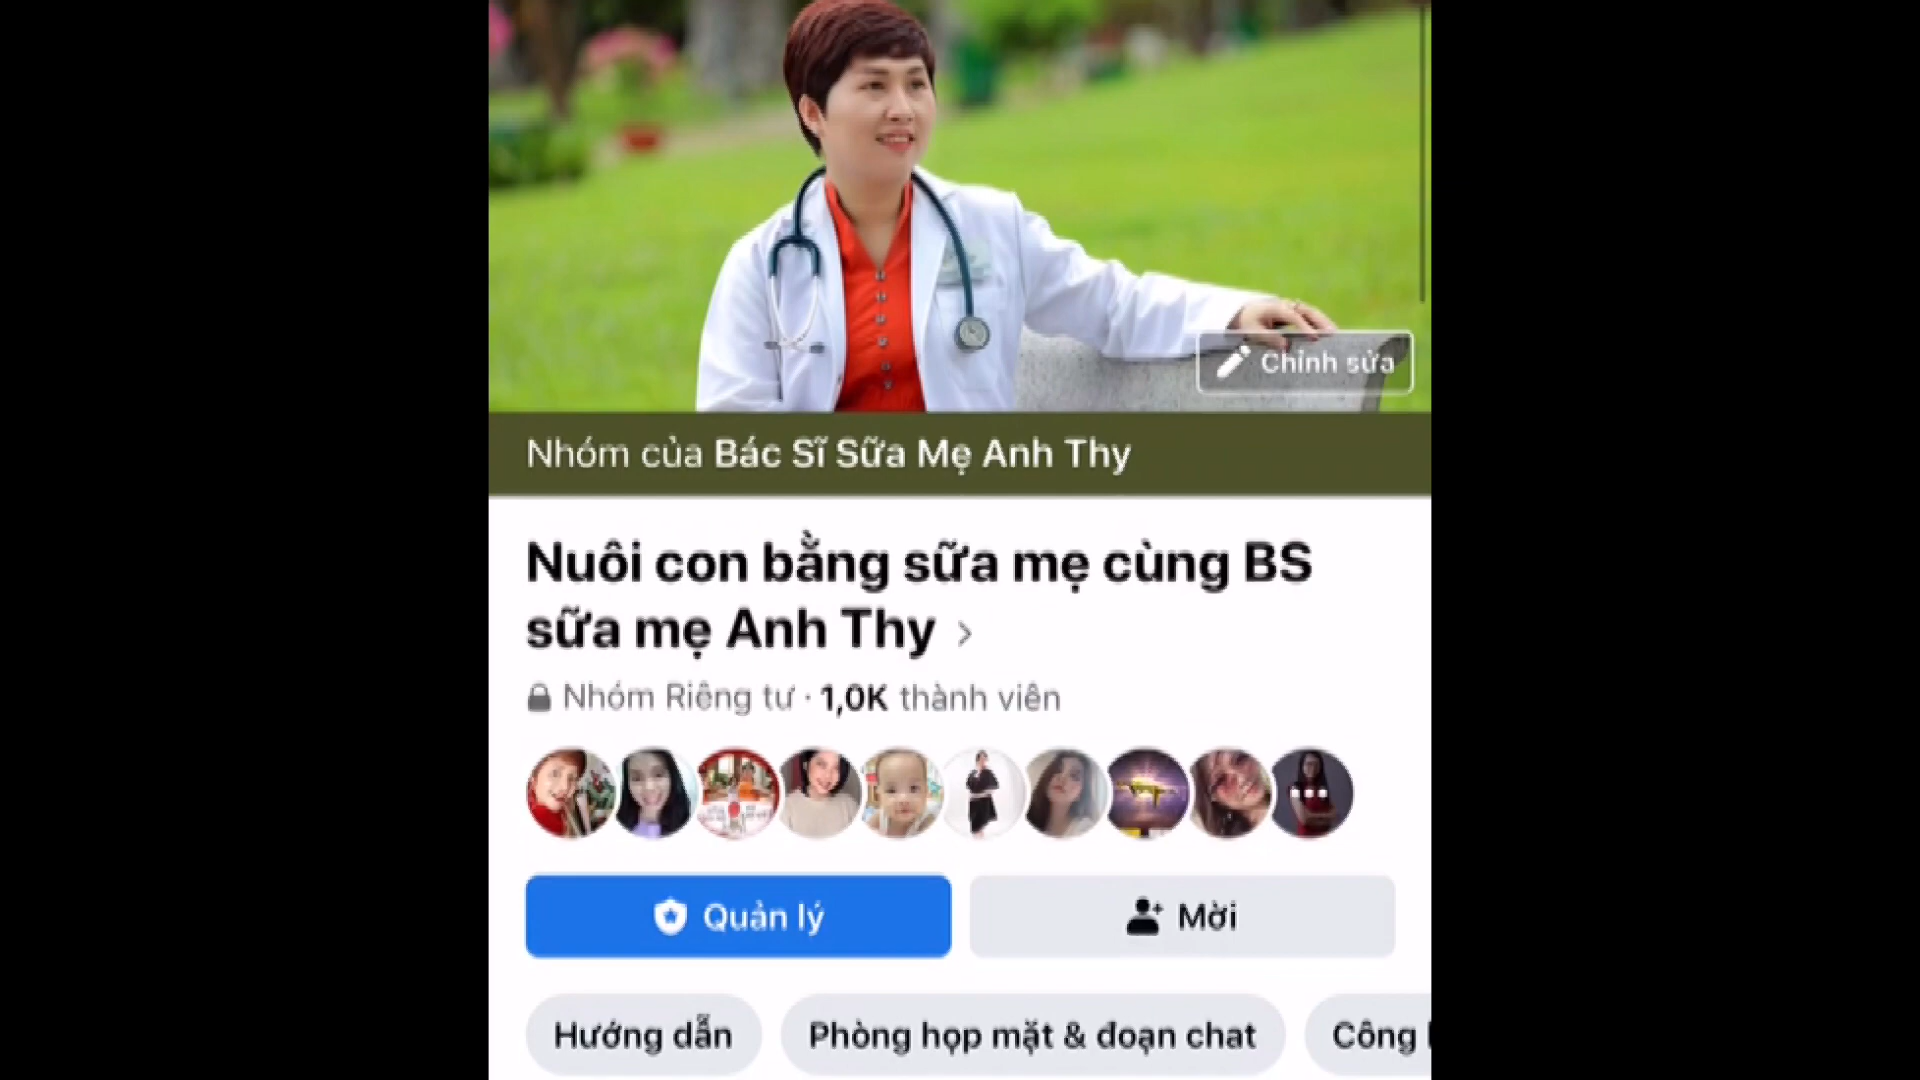 Chỉnh sửa
Nhóm của Bác Sĩ Sữa Mẹ Anh Thy
Nuôi con bằng sữa mẹ cùng BS
sữa mẹ Anh Thy
Nhóm Riêng tư · 1,0K thành viên
Quản lý
Mời
Hướng dẫn
Phòng họp mặt & đoạn chat
Công